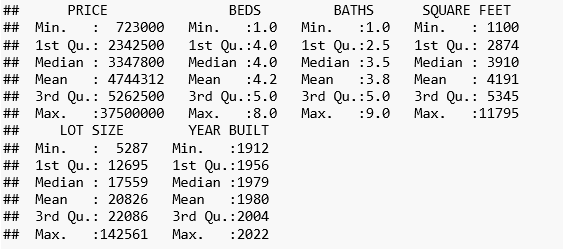 ##      PRICE               BEDS         BATHS      SQUARE FEET
##  Min.   :  723000   Min.   :1.0   Min.   :1.0   Min.   : 1100
##  1st Qu.: 2342500   1st Qu.:4.0   1st Qu.:2.5   1st Qu.: 2874
##  Median : 3347800   Median :4.0   Median :3.5   Median : 3910
##  Mean   : 4744312   Mean   :4.2   Mean   :3.8   Mean   : 4191
##  3rd Qu.: 5262500   3rd Qu.:5.0   3rd Qu.:5.0   3rd Qu.: 5345
##  Max.   :37500000   Max.   :8.0   Max.   :9.0   Max.   :11795
##     LOT SIZE        YEAR BUILT
##  Min.   :  5287   Min.   :1912
##  1st Qu.: 12695   1st Qu.:1956
##  Median : 17559   Median :1979
##  Mean   : 20826   Mean   :1980
##  3rd Qu.: 22086   3rd Qu.:2004
##  Max.   :142561   Max.   :2022